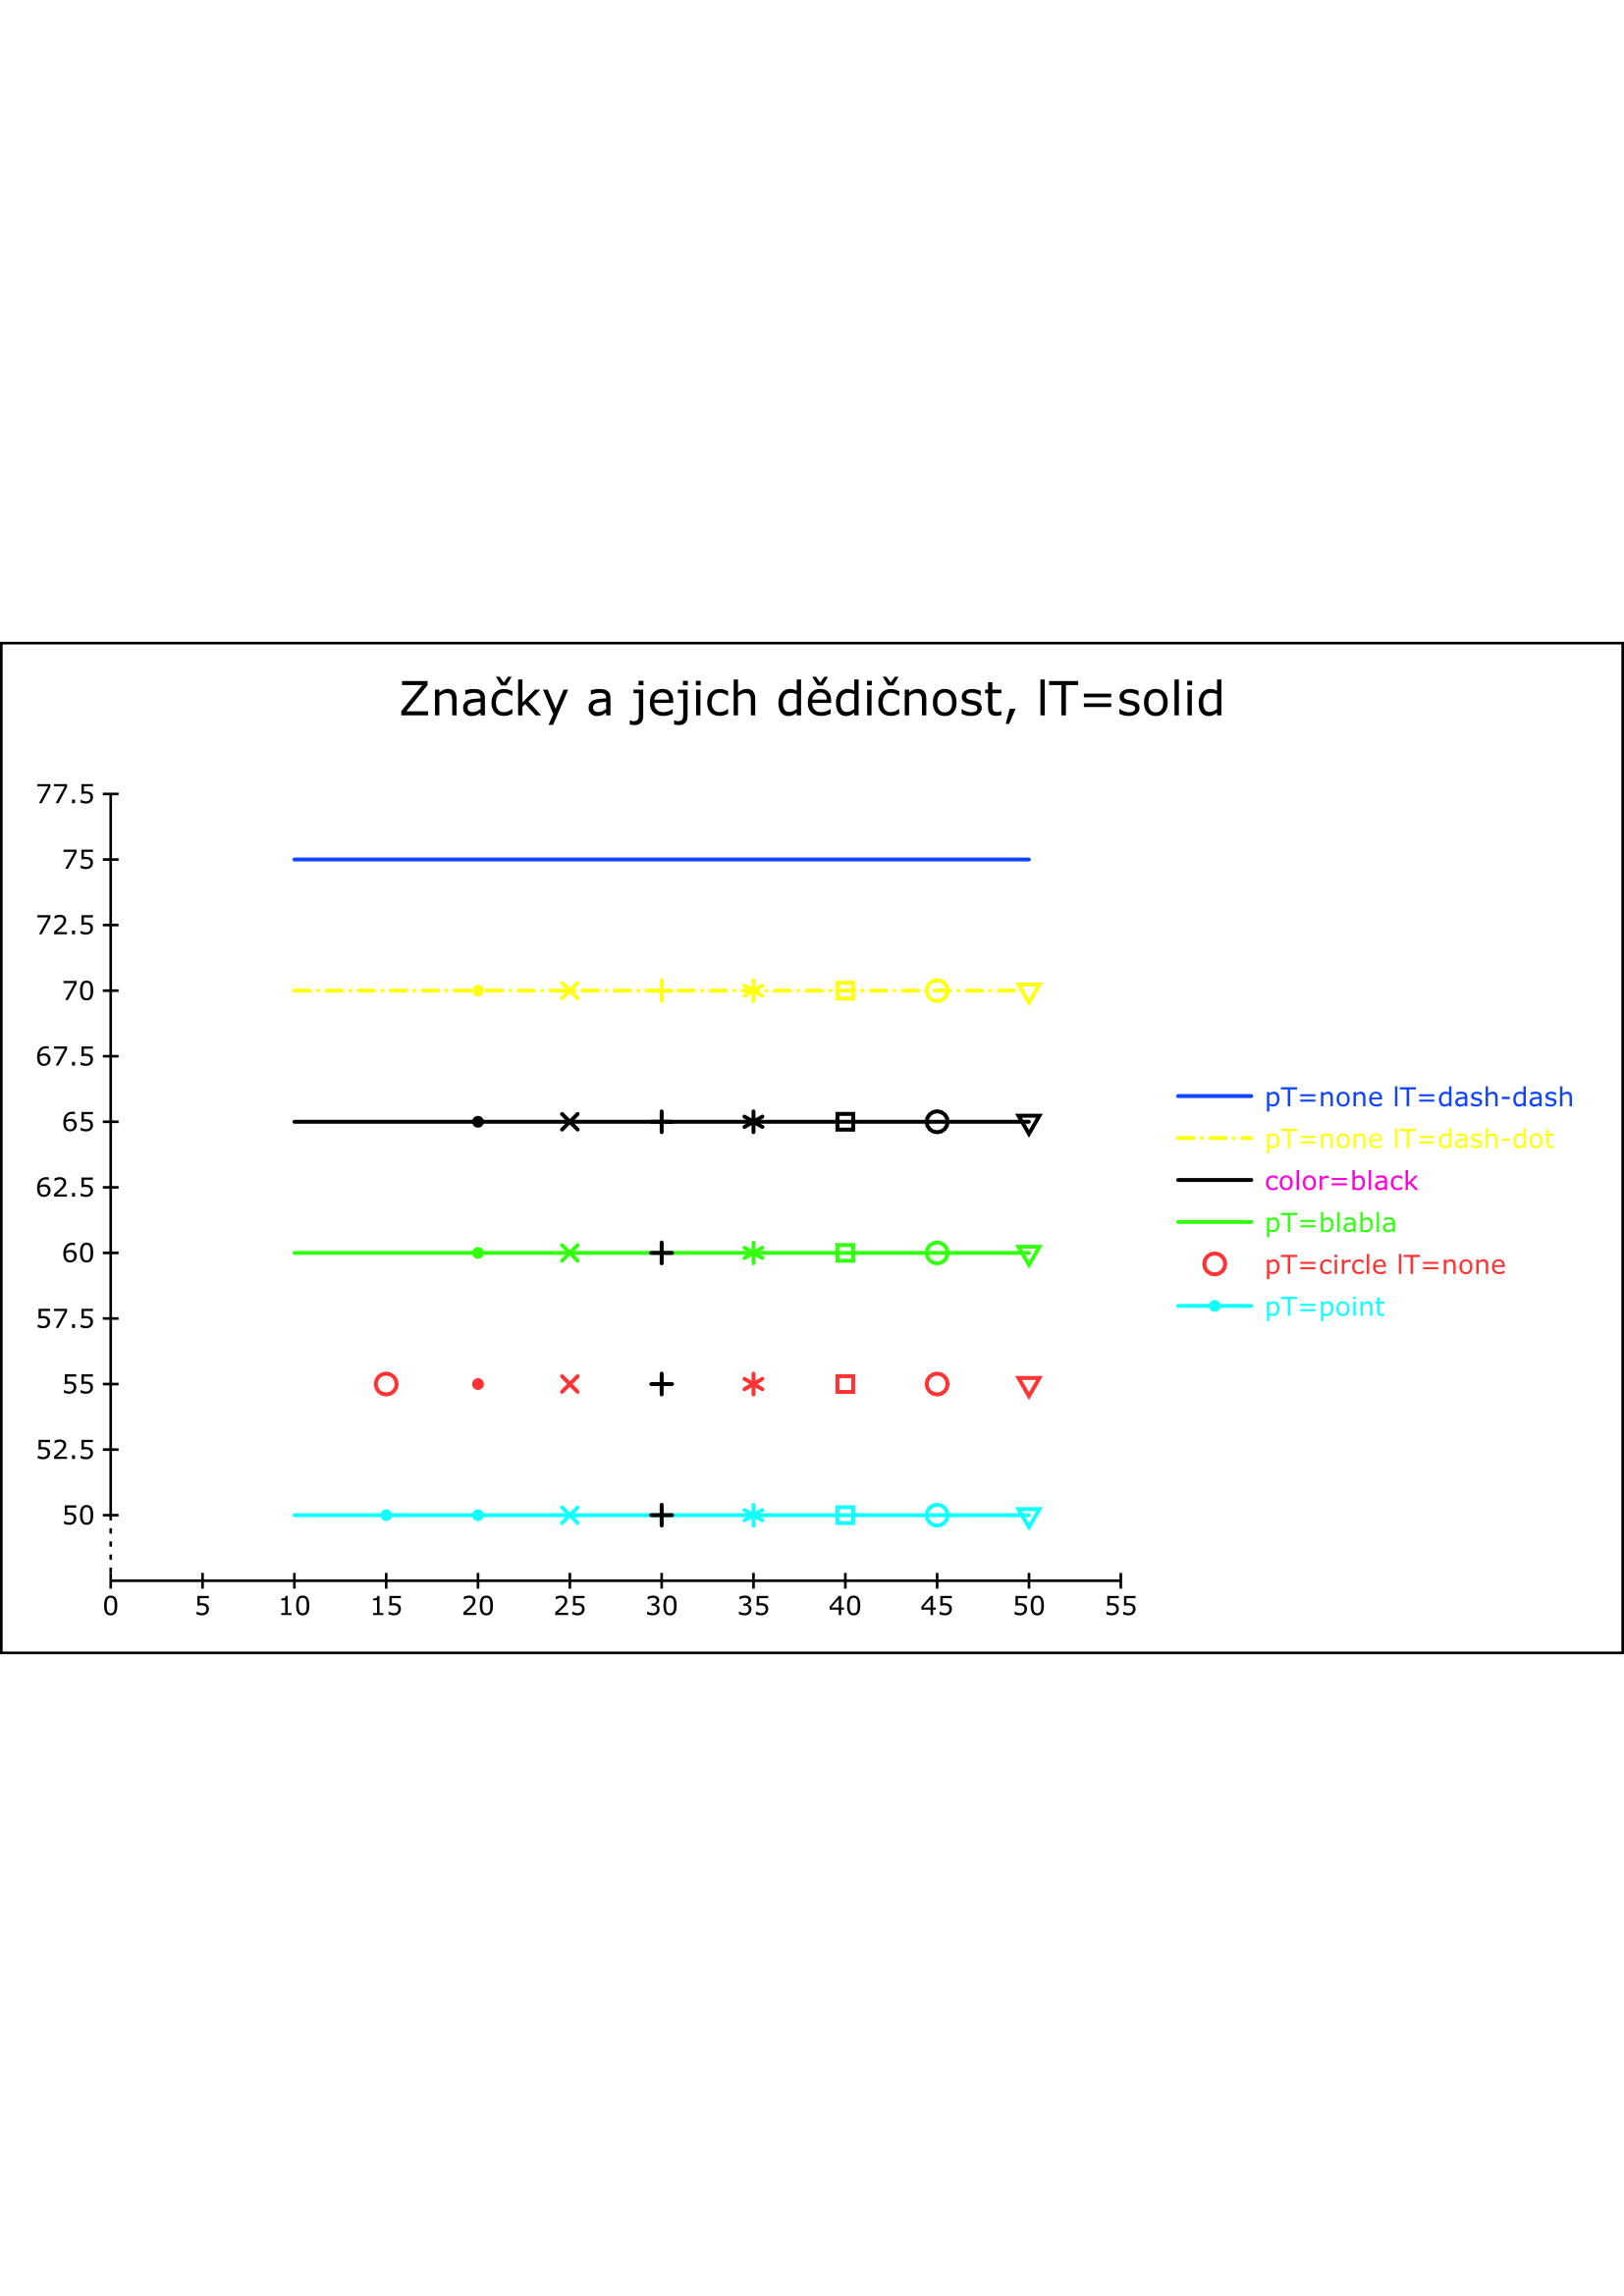 Značky a jejich dědičnost, lT=solid
77.5
75
72.5
70
67.5
65
62.5
60
57.5
55
52.5
50
0 5 10 15 20 25 30 35 40 45 50 55
pT=none lT=dash-dash
pT=none lT=dash-dot
color=black
pT=blabla
pT=circle lT=none
pT=point